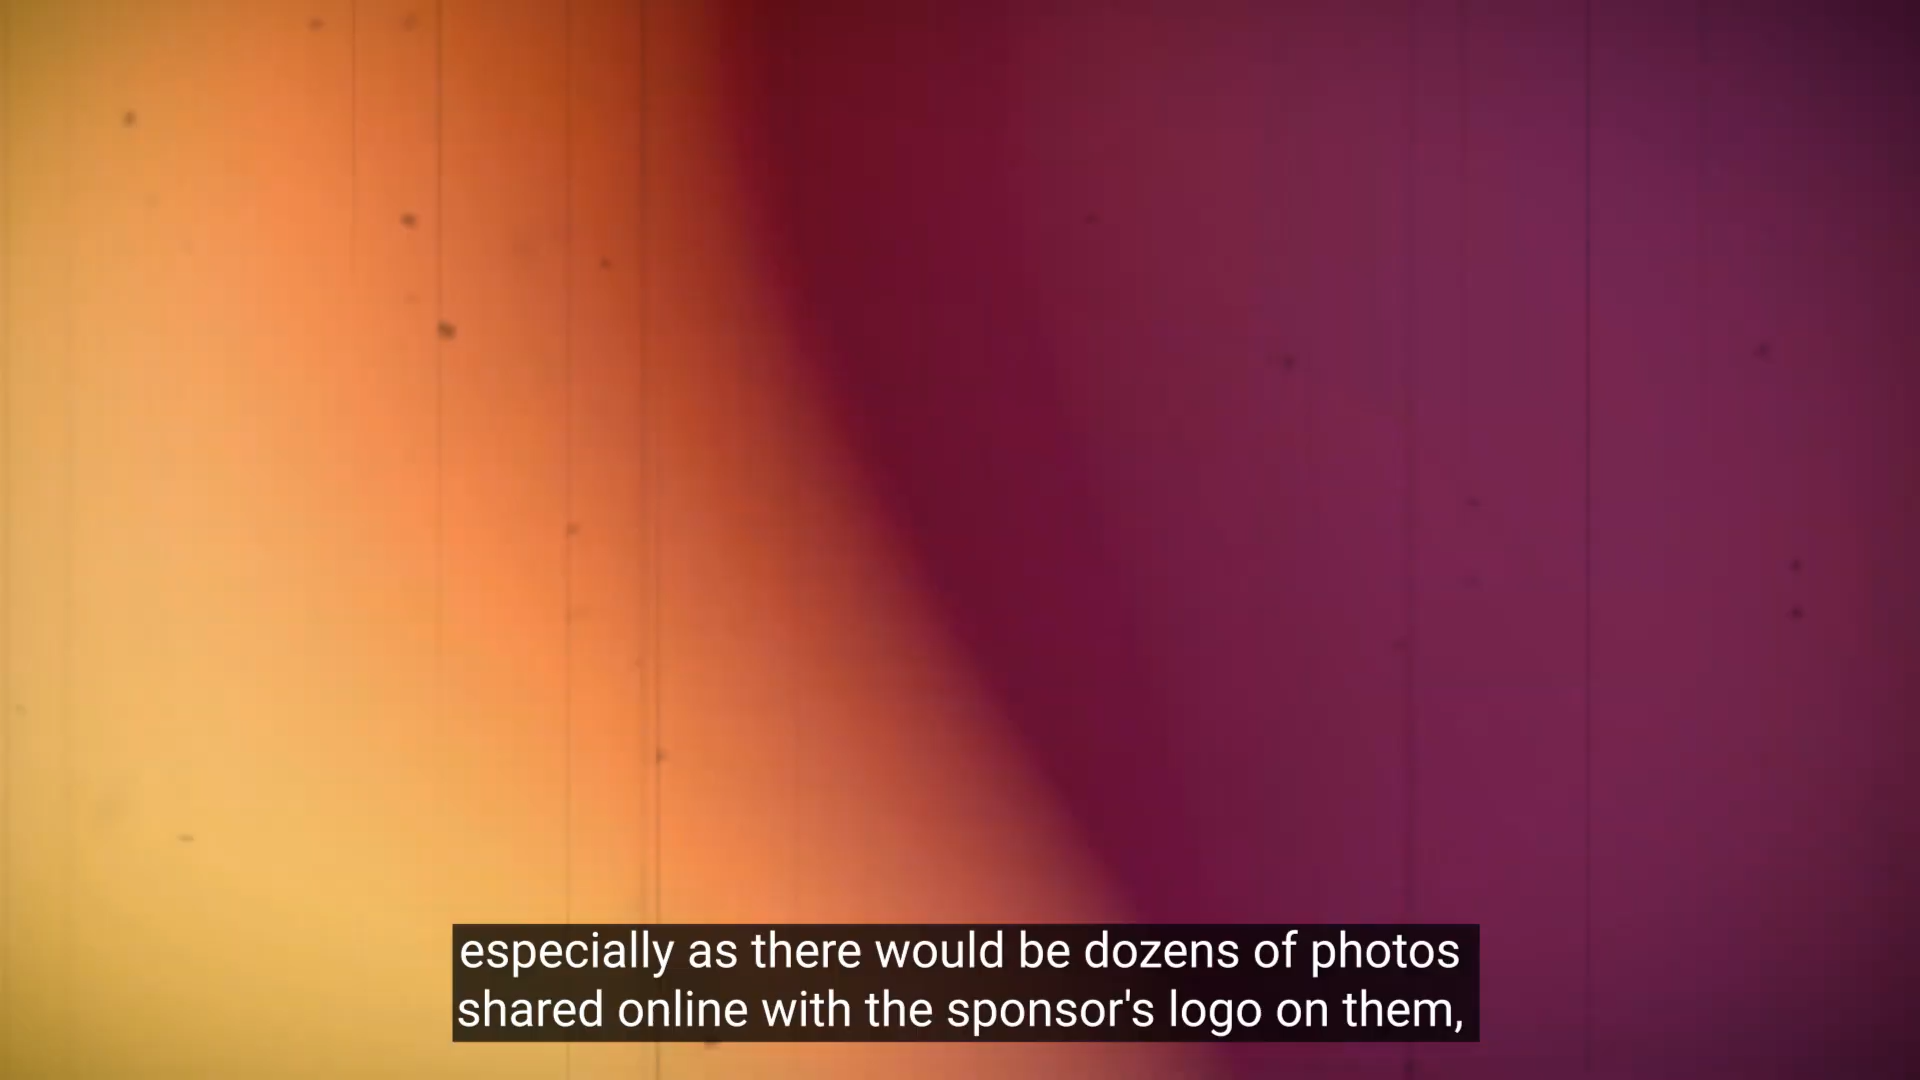 especially as there would be dozens of photos
shared online with the sponsor's logo on them,